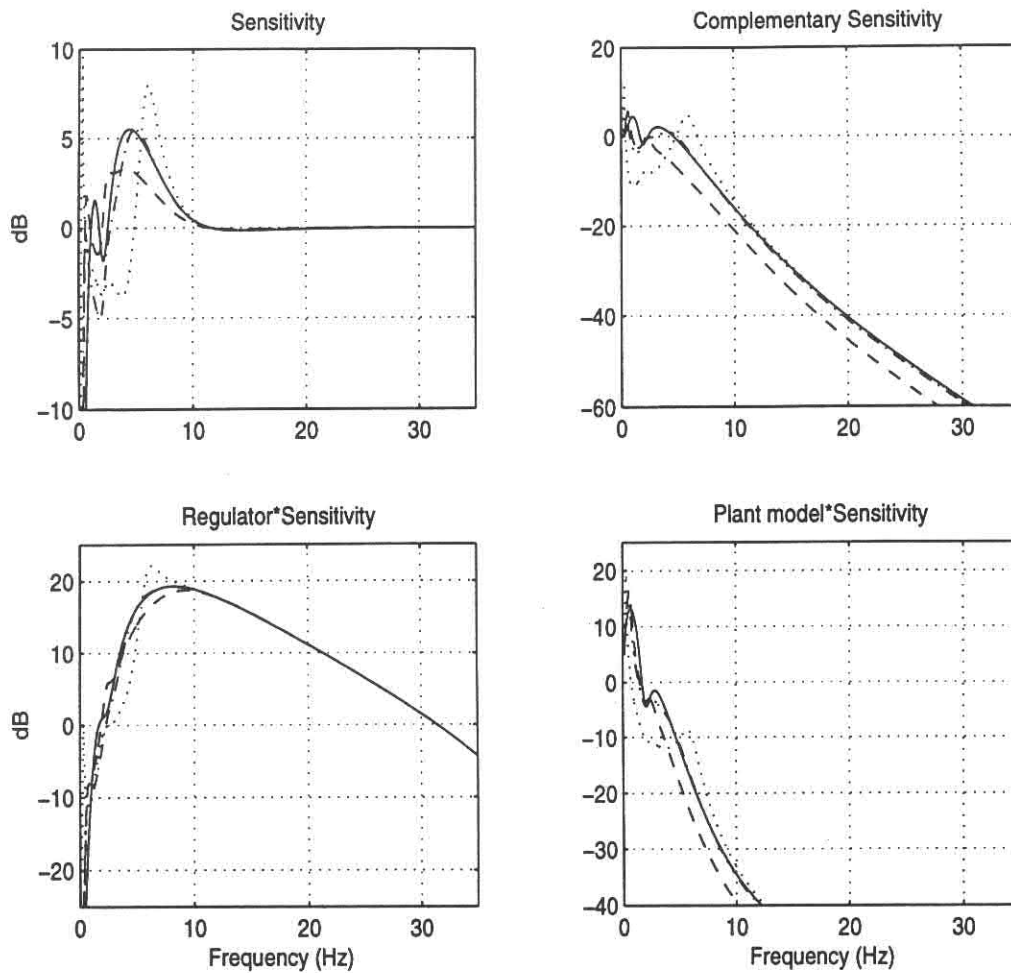 Sensitivity
10
5
0
−5
−10
dB
0 10 20 30
Complementary Sensitivity
20
0
−20
−40
−60
0 10 20 30
Regulator*Sensitivity
20
10
0
−10
−20
dB
0 10 20 30
Frequency (Hz)
Plant model*Sensitivity
20
10
0
−10
−20
−30
−40
0 10 20 30
Frequency (Hz)